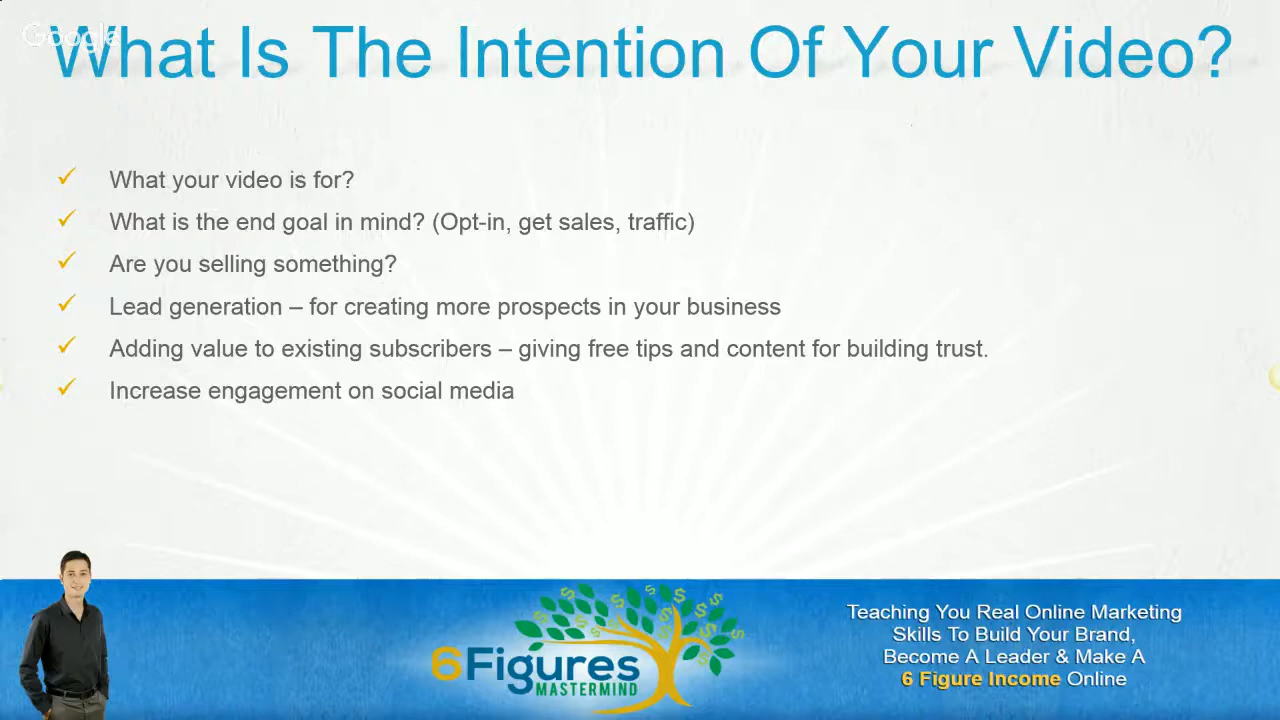 Google
What Is The Intention Of Your Video?
What your video is for?
What is the end goal in mind? (Opt-in, get sales, traffic)
Are you selling something?
Lead generation – for creating more prospects in your business
Adding value to existing subscribers – giving free tips and content for building trust.
Increase engagement on social media
6Figures
MASTERMIND
Teaching You Real Online Marketing
Skills To Build Your Brand,
Become A Leader & Make A
6 Figure Income Online